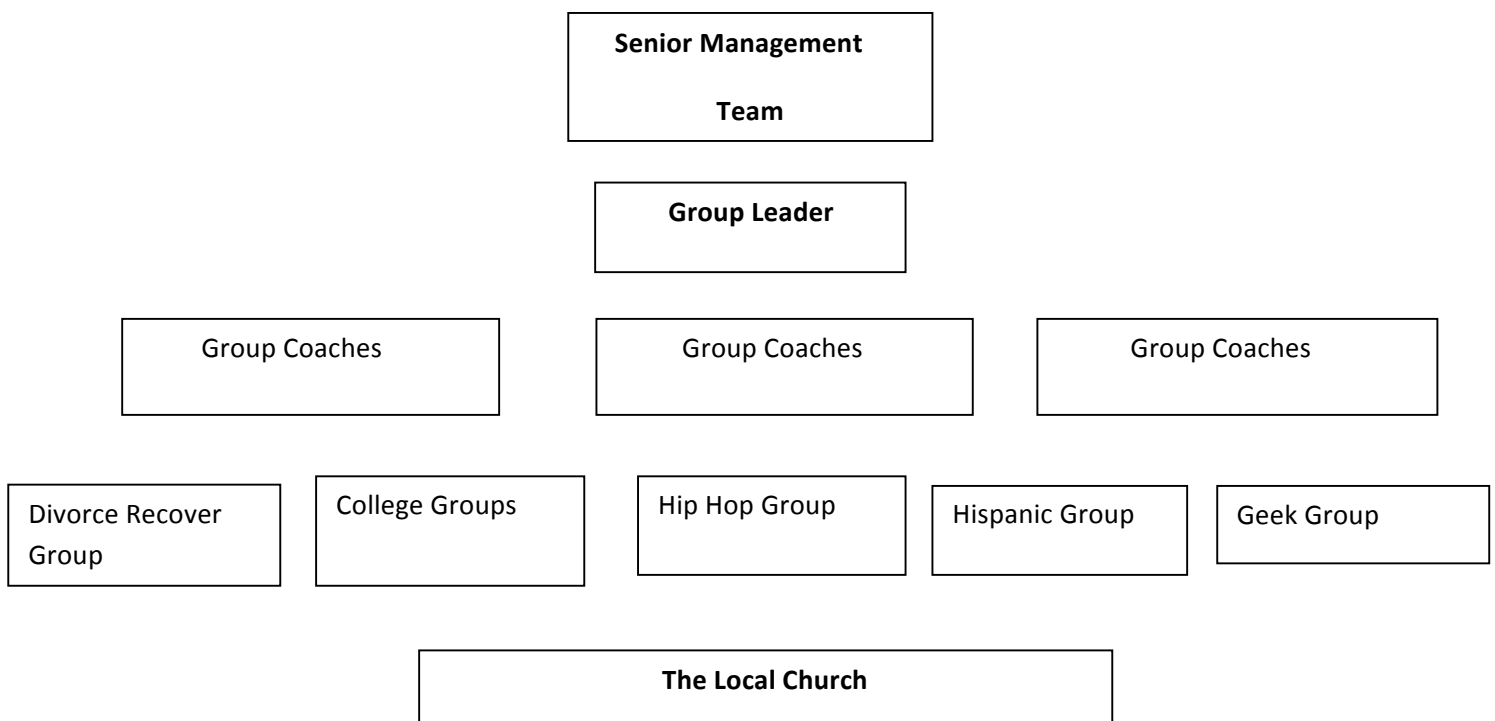 Senior Management
Team
Group Leader
Group Coaches
Group Coaches
Group Coaches
Divorce Recover
Group
College Groups
Hip Hop Group
Hispanic Group
Geek Group
The Local Church